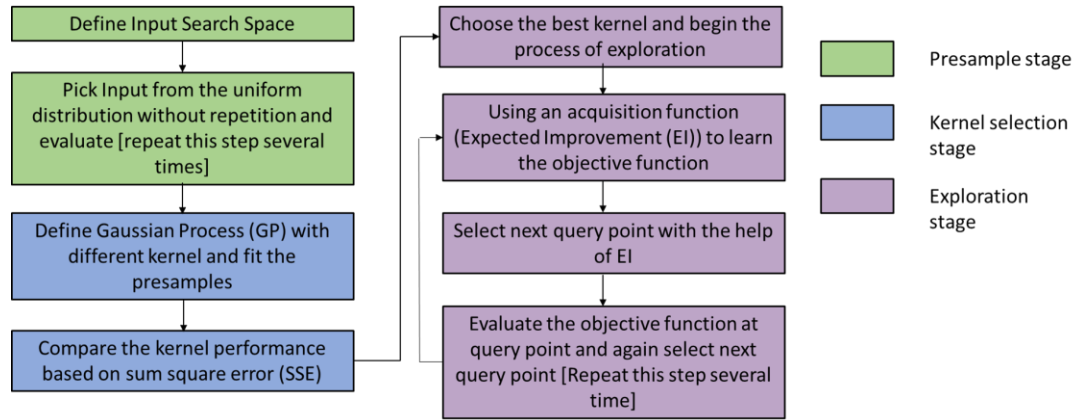 Define Input Search Space
Pick Input from the uniform
distribution without repetition and
evaluate [repeat this step several
times]
Define Gaussian Process (GP) with
different kernel and fit the
presamples
Compare the kernel performance
based on sum square error (SSE)
Choose the best kernel and begin the
process of exploration
Using an acquisition function
(Expected Improvement (EI)) to learn
the objective function
Select next query point with the help
of EI
Evaluate the objective function at
query point and again select next
query point [Repeat this step several
time]
Presample stage
Kernel selection
stage
Exploration
stage